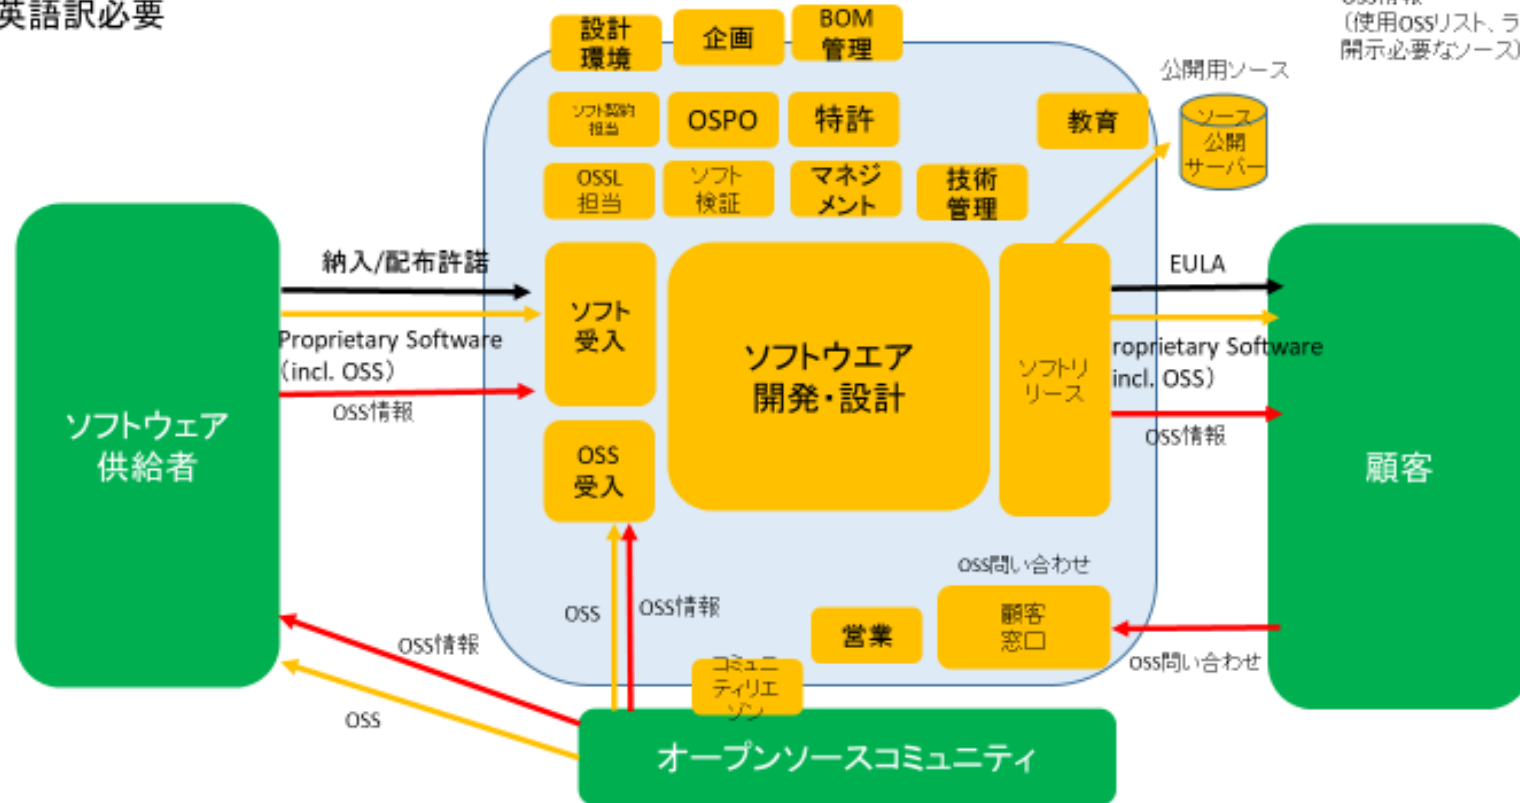 英語訳必要
(使用OSSリスト、ラ
開示必要なソース)
公開用ソース
設計
環境
企画
BOM
管理
ソフト契約
担当
OSPO
特許
教育
ソース
公開
サーバー
OSSL
担当
ソフト
検証
マネジ
メント
技術
管理
納入/配布許諾
Proprietary Software
(incl. OSS)
OSS情報
ソフトウェア
供給者
ソフト
受入
OSS
受入
ソフトウエア
開発・設計
ソフトリ
リース
EULA
roprietary Software
incl. OSS)
OSS情報
顧客
OSS問い合わせ
顧客
窓口
OSS問い合わせ
営業
OSS
OSS情報
OSS情報
OSS
コミュニ
ティリエ
ゾン
オープンソースコミュニティ